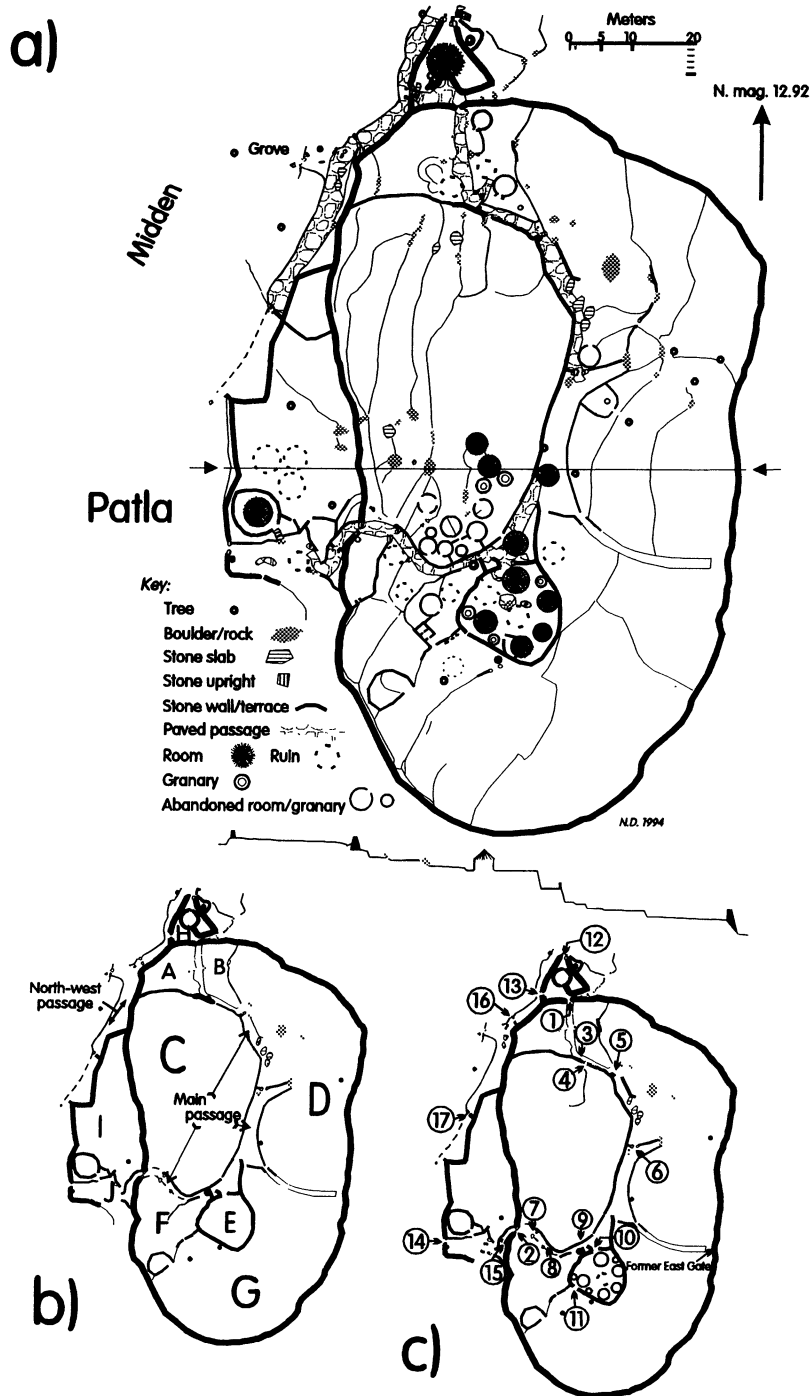 a)
Meters
0 5 10 20
N. mag. 12.92
Grove
Midden
Patla
Key:
Tree
Boulder/rock
Stone slab
Stone upright
Stone wall/terrace
Paved passage
Room Ruin
Granary
Abandoned room/granary
N.D. 1994
b)
H
A
B
North-west
passage
C
D
Main
passage
I
F
E
G
c)
12
13
16
1
3
5
4
17
6
7
9
14
2
8
10
15
Former East Gate
11